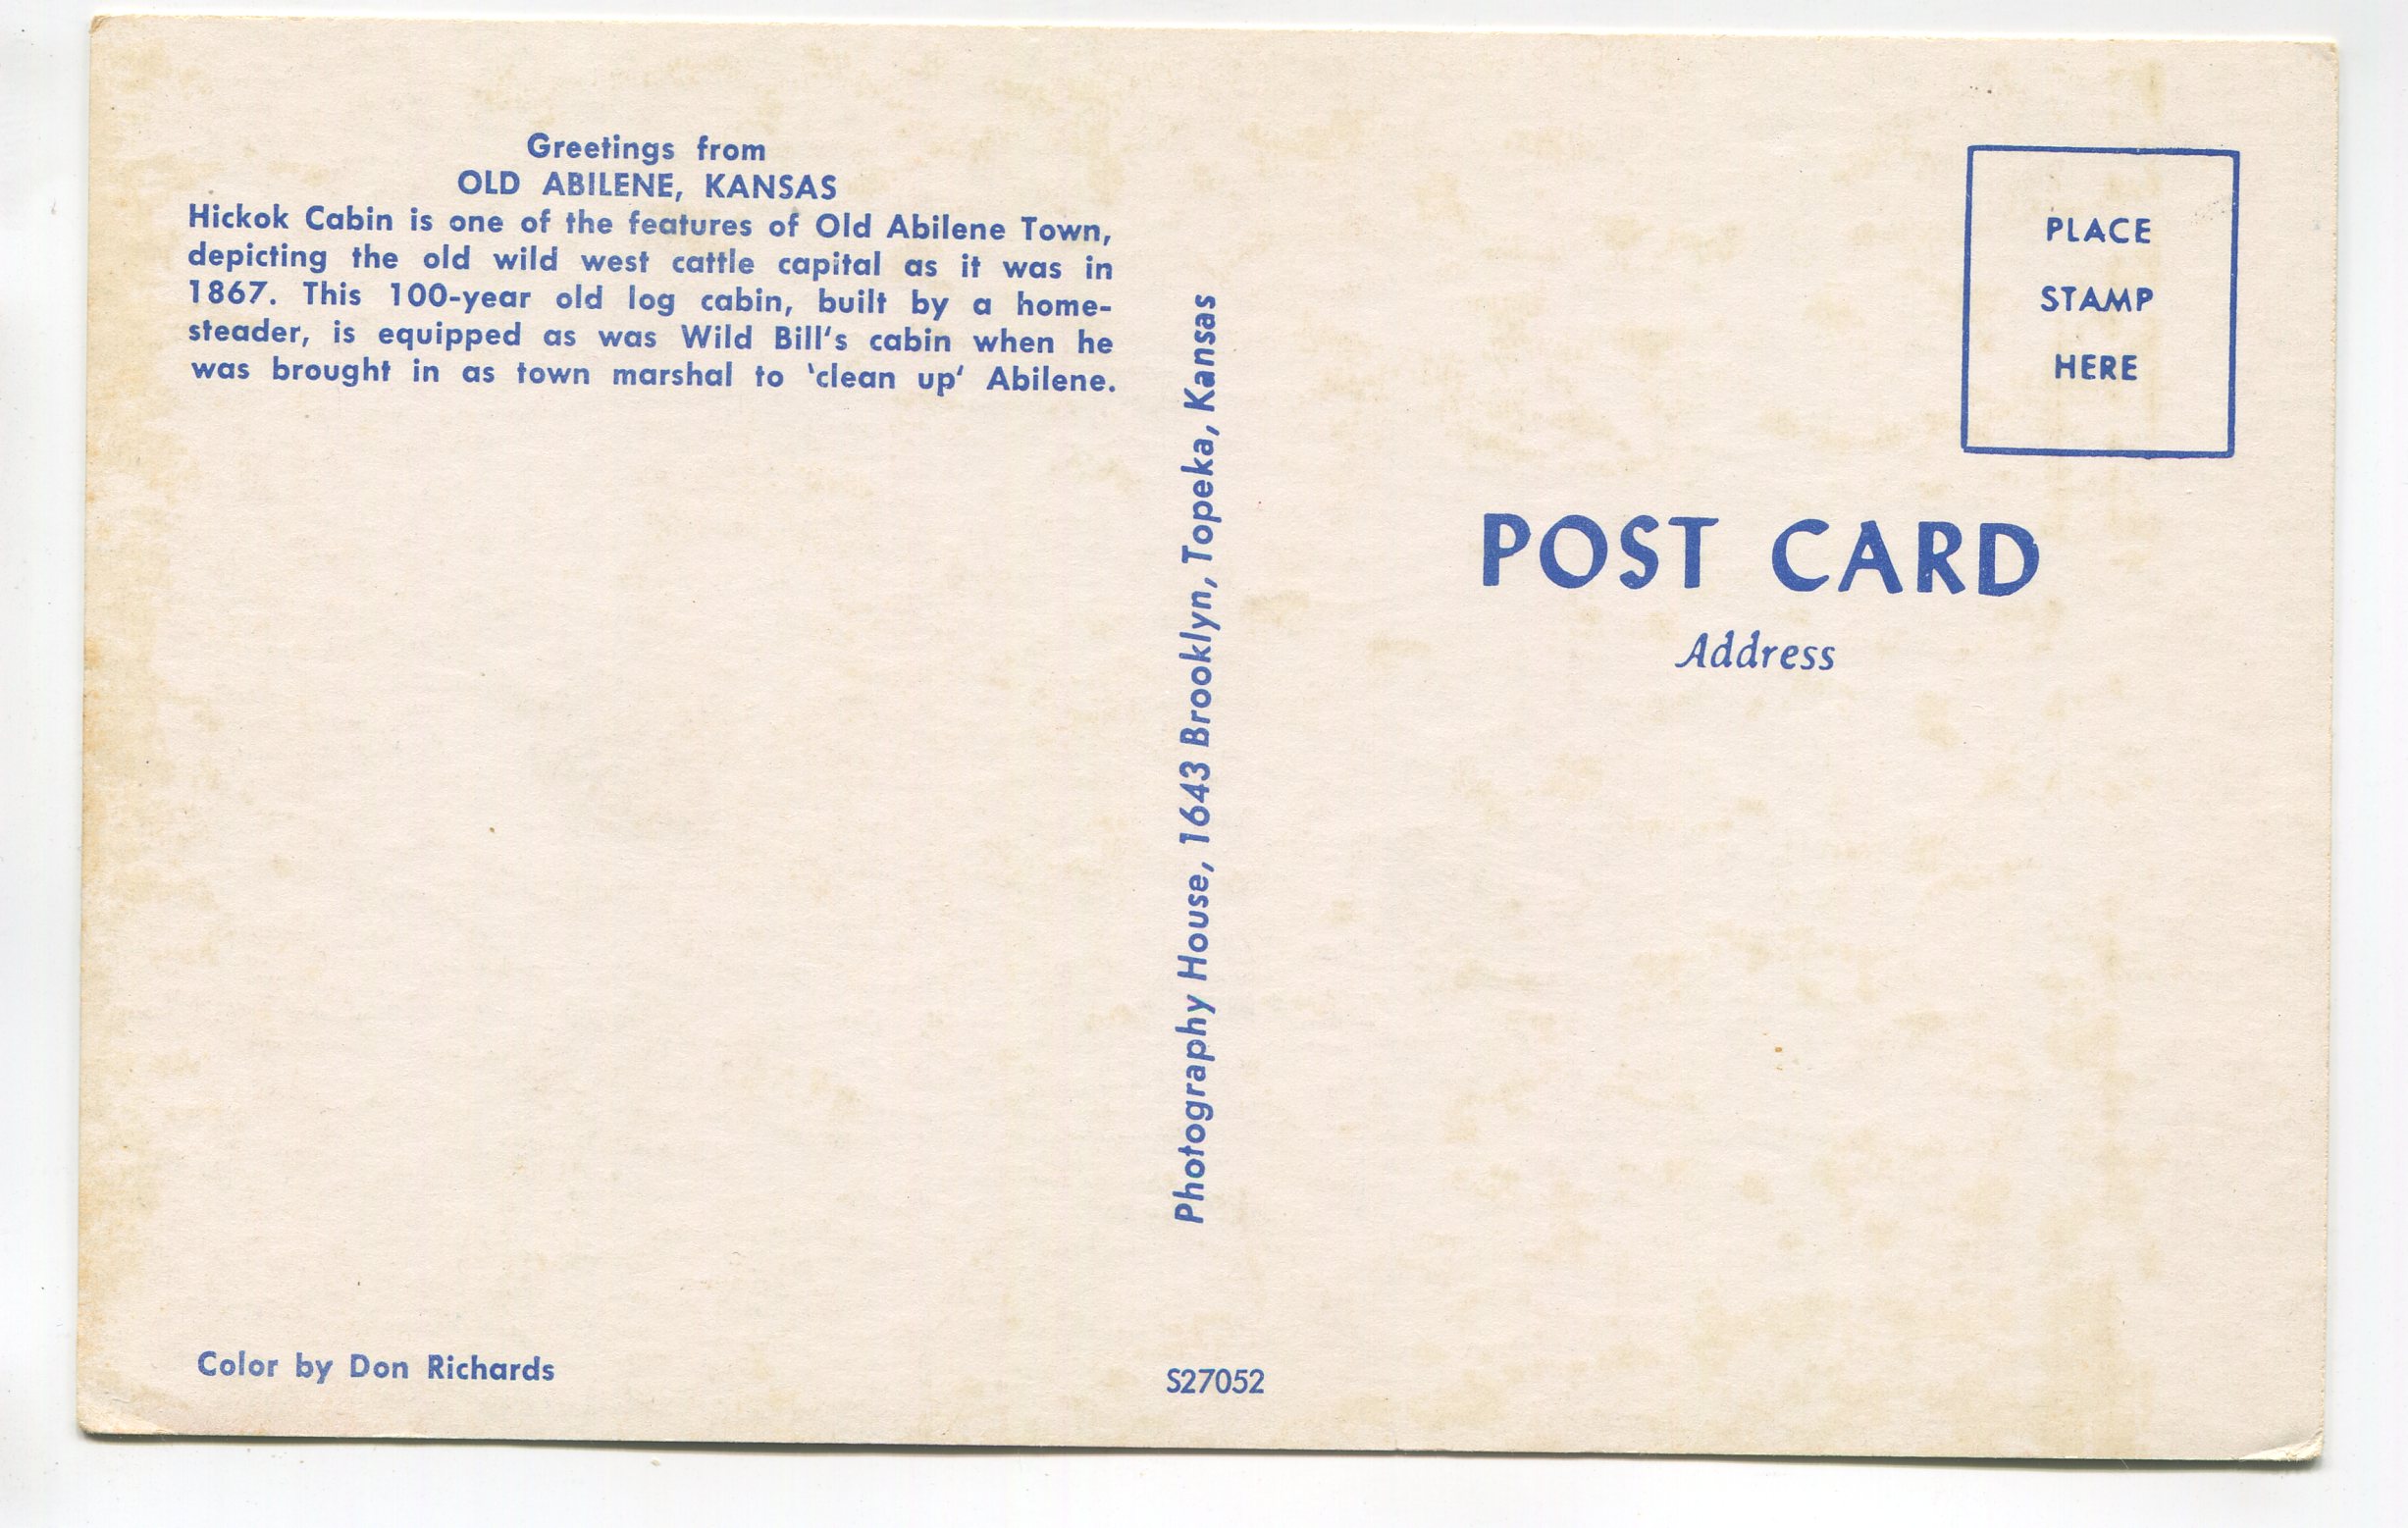 Greetings from
OLD ABILENE, KANSAS
Hickok Cabin is one of the features of Old Abilene Town,
depicting the old wild west cattle capital as it was in
1867. This 100-year old log cabin, built by a home-
steader, is equipped as was Wild Bill's cabin when he
was brought in as town marshal to 'clean up' Abilene.
Color by Don Richards
Photography House, 1643 Brooklyn, Topeka, Kansas
S27052
PLACE
STAMP
HERE
POST CARD
Address